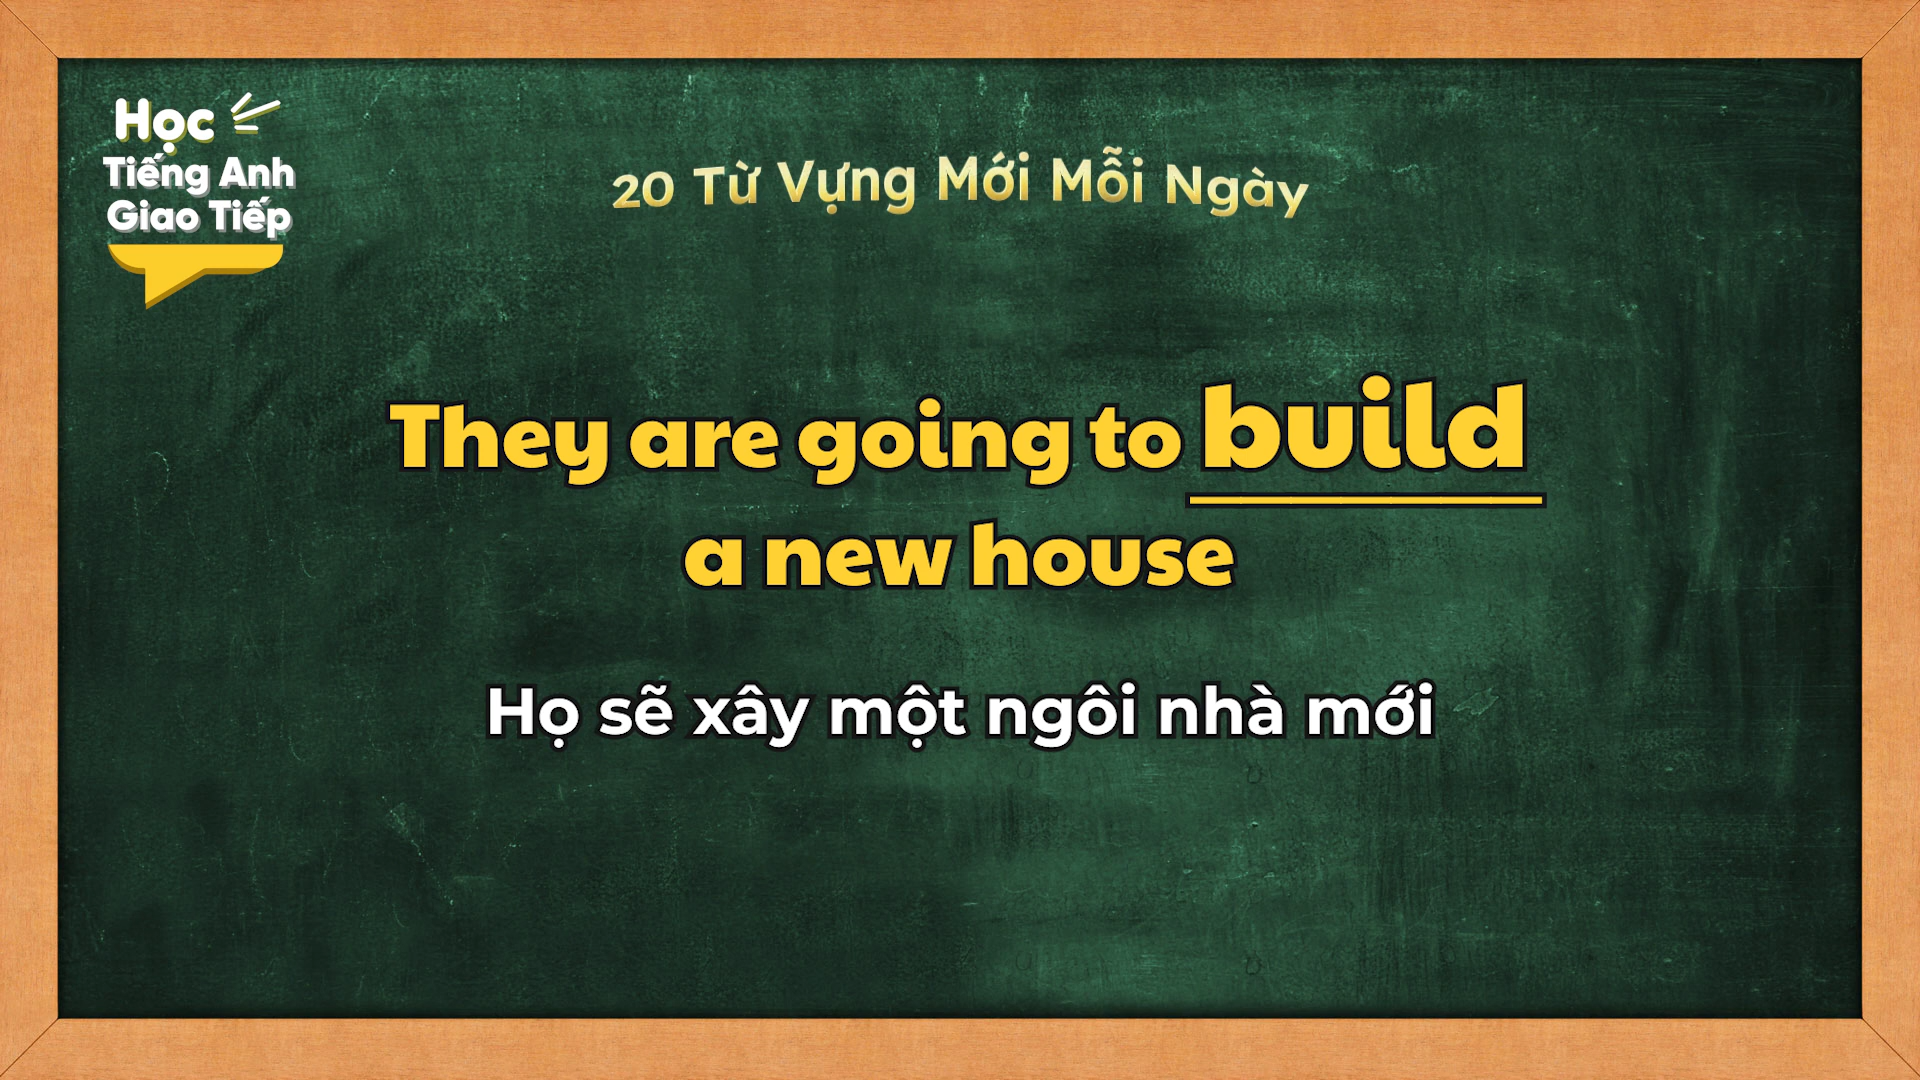 Học
Tiếng Anh
Giao Tiếp
20 Từ Vựng Mới Mỗi Ngày
They are going to build
a new house
Họ sẽ xây một ngôi nhà mới